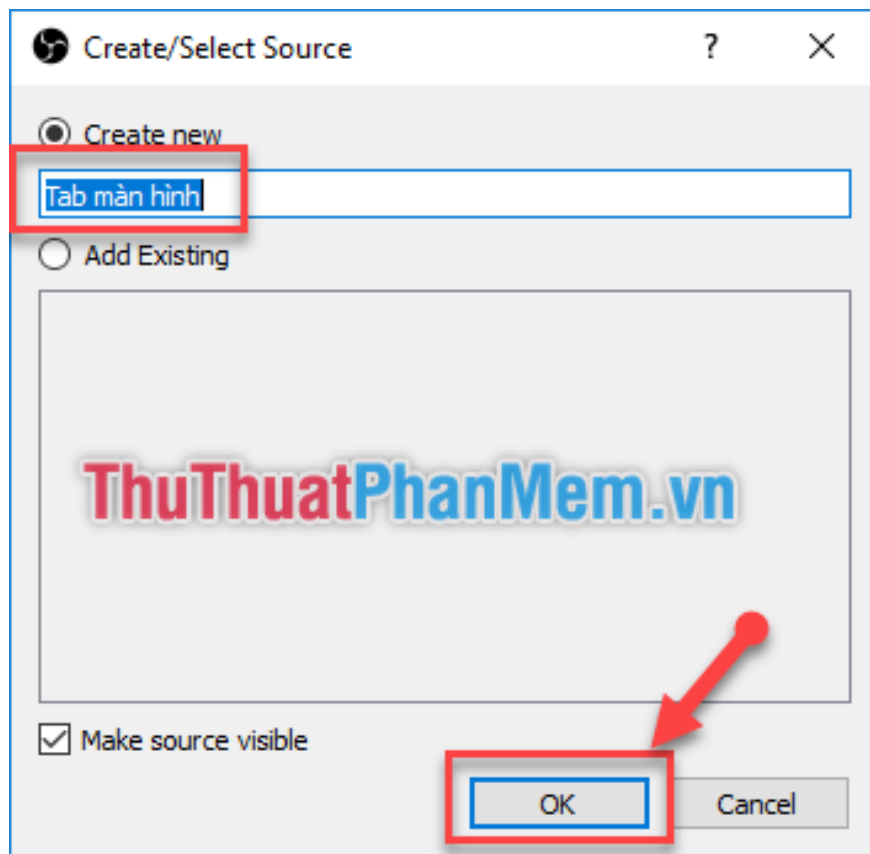 Create/Select Source ?
Create new
Tab màn hình
Add Existing
ThuThuatPhanMem.vn
Make source visible
OK Cancel